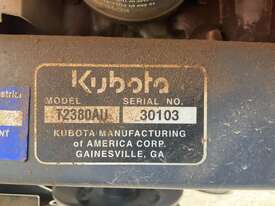 Kubota
MODEL SERIAL NO.
T2380AU 30103
KUBOTA MANUFACTURING
of AMERICA CORP.
GAINESVILLE, GA